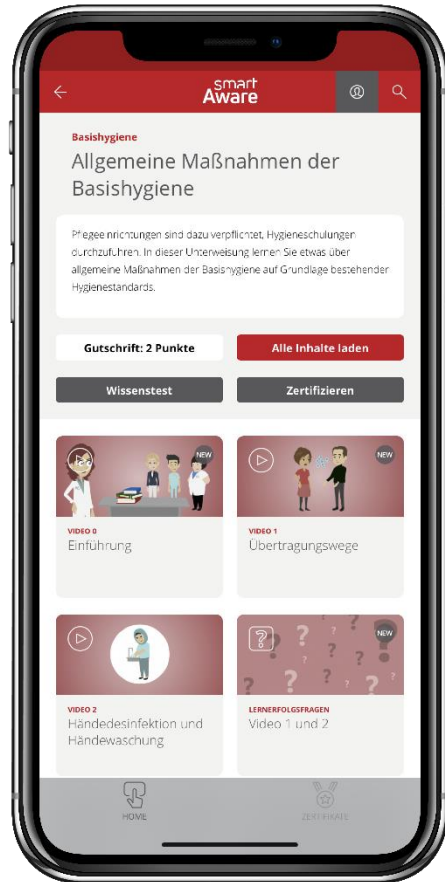 smart
Aware
Basishygiene
Allgemeine Maßnahmen der
Basishygiene
Pflegeeinrichtungen sind dazu verpflichtet, Hygieneschulungen
durchzuführen. In dieser Unterweisung lernen Sie etwas über
allgemeine Maßnahmen der Basishygiene auf Grundlage bestehender
Hygienestandards.
Gutschrift: 2 Punkte
Alle Inhalte laden
Wissenstest
Zertifizieren
NEW
NEW
VIDEO 0
Einführung
VIDEO 1
Übertragungswege
? ? ? ? ? ? ? ? ? ?
NEW
VIDEO 2
Händedesinfektion und
Händewaschung
LERNERFOLGSFRAGEN
Video 1 und 2
HOME
ZERTIFIKATE